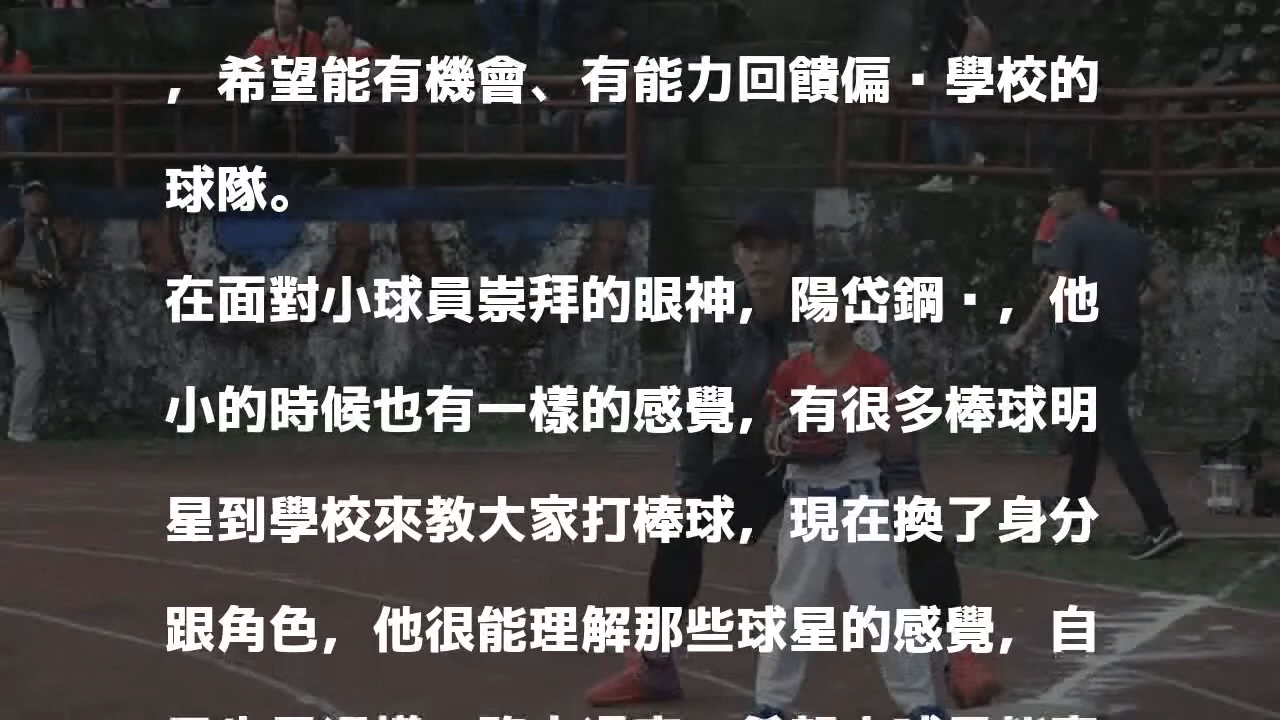 ，希望能有機會、有能力回饋偏·學校的
球隊。
在面對小球員崇拜的眼神，陽岱鋼·，他
小的時候也有一樣的感覺，有很多棒球明
星到學校來教大家打棒球，現在換了身分
跟角色，他很能理解那些球星的感覺，自